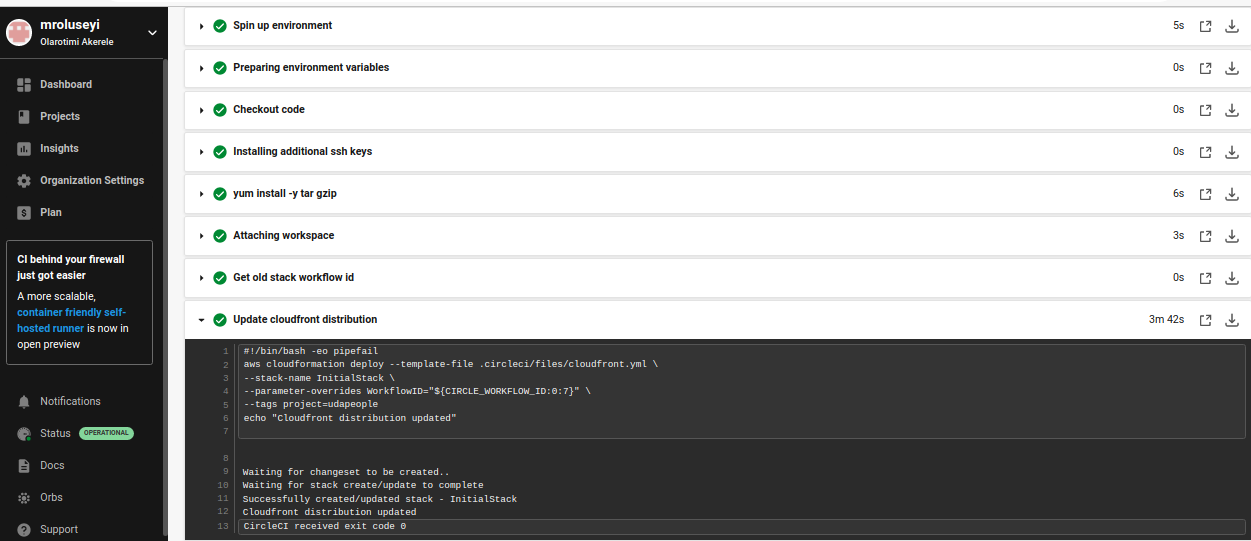 mroluseyi
Olarotimi Akerele
Dashboard
Projects
Insights
Organization Settings
Plan
CI behind your firewall
just got easier
A more scalable,
container friendly self-
hosted runner is now in
open preview
Notifications
Status OPERATIONAL
Docs
Orbs
Support
Spin up environment 5s
Preparing environment variables 0s
Checkout code 0s
Installing additional ssh keys 0s
yum install -y tar gzip 6s
Attaching workspace 3s
Get old stack workflow id 0s
Update cloudfront distribution 3m 42s
1 #!/bin/bash -eo pipefail
2 aws cloudformation deploy --template-file .circleci/files/cloudfront.yml \
3 --stack-name InitialStack \
4 --parameter-overrides WorkflowID="${CIRCLE_WORKFLOW_ID:0:7}" \
5 --tags project=udapeople
6 echo "Cloudfront distribution updated"
7
8
9 Waiting for changeset to be created..
10 Waiting for stack create/update to complete
11 Successfully created/updated stack - InitialStack
12 Cloudfront distribution updated
13 CircleCI received exit code 0